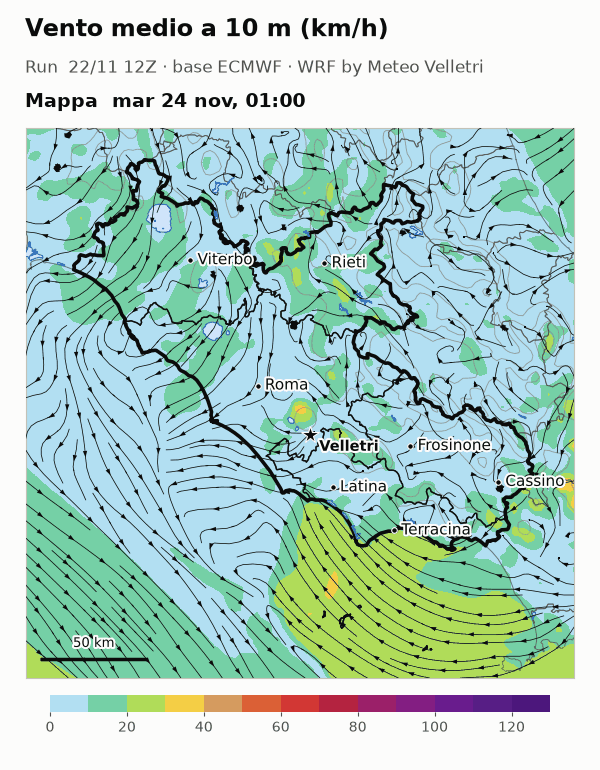 Vento medio a 10 m (km/h)
Run  22/11 12Z · base ECMWF · WRF by Meteo Velletri
Mappa  mar 24 nov, 01:00
Viterbo
Rieti
Roma
Velletri
Frosinone
Cassino
Latina
Terracina
50 km
0 20 40 60 80 100 120